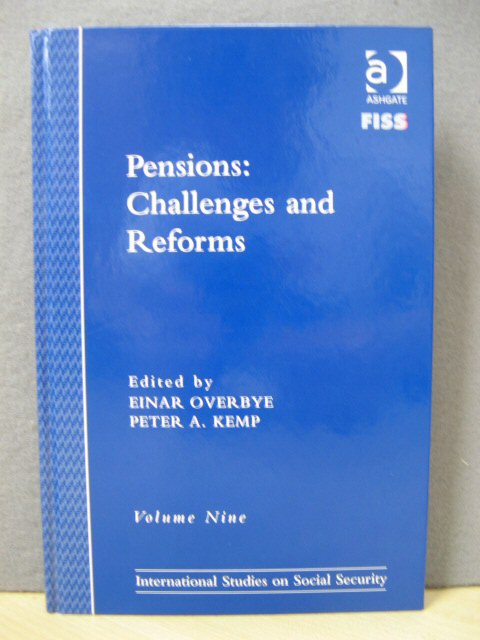 a
ASHGATE
FISS
Pensions:
Challenges and
Reforms
Edited by
EINAR OVERBYE
PETER A. KEMP
Volume Nine
International Studies on Social Security